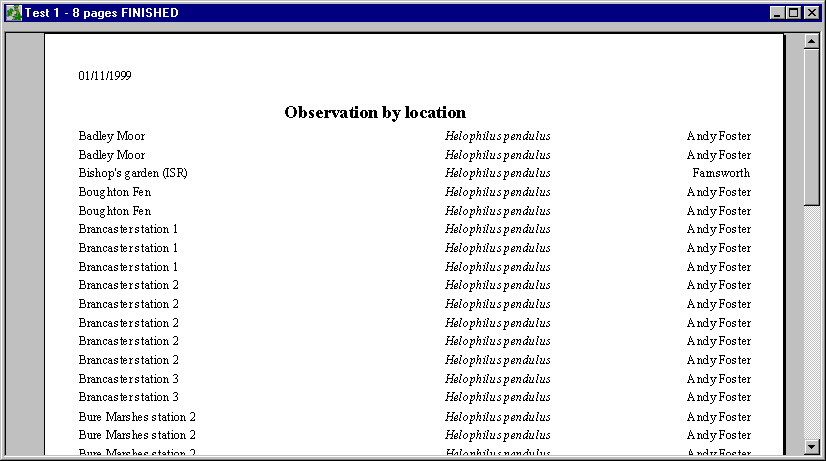 Test 1 - 8 pages FINISHED
01/11/1999
Observation by location
Badley Moor Helophilus pendulus Andy Foster
Badley Moor Helophilus pendulus Andy Foster
Bishop's garden (ISR) Helophilus pendulus Farnsworth
Boughton Fen Helophilus pendulus Andy Foster
Boughton Fen Helophilus pendulus Andy Foster
Brancaster station 1 Helophilus pendulus Andy Foster
Brancaster station 1 Helophilus pendulus Andy Foster
Brancaster station 1 Helophilus pendulus Andy Foster
Brancaster station 2 Helophilus pendulus Andy Foster
Brancaster station 2 Helophilus pendulus Andy Foster
Brancaster station 2 Helophilus pendulus Andy Foster
Brancaster station 2 Helophilus pendulus Andy Foster
Brancaster station 2 Helophilus pendulus Andy Foster
Brancaster station 3 Helophilus pendulus Andy Foster
Brancaster station 3 Helophilus pendulus Andy Foster
Bure Marshes station 2 Helophilus pendulus Andy Foster
Bure Marshes station 2 Helophilus pendulus Andy Foster
Bure Marshes station 2 Helophilus pendulus Andy Foster